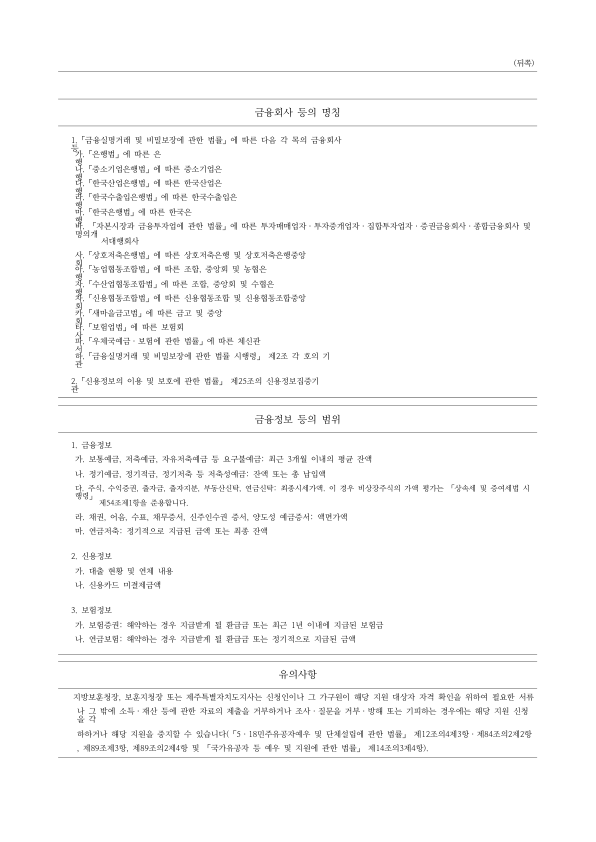 (뒤쪽)
금융회사 등의 명칭
1. 「금융실명거래 및 비밀보장에 관한 법률」에 따른 다음 각 목의 금융회사
등
가. 「은행법」에 따른 은
행
나. 「중소기업은행법」에 따른 중소기업은
행
다. 「한국산업은행법」에 따른 한국산업은
행
라. 「한국수출입은행법」에 따른 한국수출입은
행
마. 「한국은행법」에 따른 한국은
행
바. 「자본시장과 금융투자업에 관한 법률」에 따른 투자매매업자ㆍ투자중개업자ㆍ집합투자업자ㆍ증권금융회사ㆍ종합금융회사 및
명의개
서대행회사
사. 「상호저축은행법」에 따른 상호저축은행 및 상호저축은행중앙
회
아. 「농업협동조합법」에 따른 조합, 중앙회 및 농협은
행
자. 「수산업협동조합법」에 따른 조합, 중앙회 및 수협은
행
차. 「신용협동조합법」에 따른 신용협동조합 및 신용협동조합중앙
회
카. 「새마을금고법」에 따른 금고 및 중앙
회
타. 「보험업법」에 따른 보험회
사
파. 「우체국예금ㆍ보험에 관한 법률」에 따른 체신관
서
하. 「금융실명거래 및 비밀보장에 관한 법률 시행령」 제2조 각 호의 기
관
2. 「신용정보의 이용 및 보호에 관한 법률」 제25조의 신용정보집중기
관
금융정보 등의 범위
1. 금융정보
가. 보통예금, 저축예금, 자유저축예금 등 요구불예금: 최근 3개월 이내의 평균 잔액
나. 정기예금, 정기적금, 정기저축 등 저축성예금: 잔액 또는 총 납입액
다. 주식, 수익증권, 출자금, 출자지분, 부동산신탁, 연금신탁: 최종시세가액. 이 경우 비상장주식의 가액 평가는 「상속세 및 증여세법 시
행령」
제54조제1항을 준용합니다.
라. 채권, 어음, 수표, 채무증서, 신주인수권 증서, 양도성 예금증서: 액면가액
마. 연금저축: 정기적으로 지급된 금액 또는 최종 잔액
2. 신용정보
가. 대출 현황 및 연체 내용
나. 신용카드 미결제금액
3. 보험정보
가. 보험증권: 해약하는 경우 지급받게 될 환급금 또는 최근 1년 이내에 지급된 보험금
나. 연금보험: 해약하는 경우 지급받게 될 환급금 또는 정기적으로 지급된 금액
유의사항
지방보훈청장, 보훈지청장 또는 제주특별자치도지사는 신청인이나 그 가구원이 해당 지원 대상자 자격 확인을 위하여 필요한 서류
나 그 밖에 소득ㆍ재산 등에 관한 자료의 제출을 거부하거나 조사ㆍ질문을 거부ㆍ방해 또는 기피하는 경우에는 해당 지원 신청
을 각
하하거나 해당 지원을 중지할 수 있습니다(「5ㆍ18민주유공자예우 및 단체설립에 관한 법률」 제12조의4제3항ㆍ제84조의2제2항
, 제89조제3항, 제89조의2제4항 및 「국가유공자 등 예우 및 지원에 관한 법률」 제14조의3제4항).